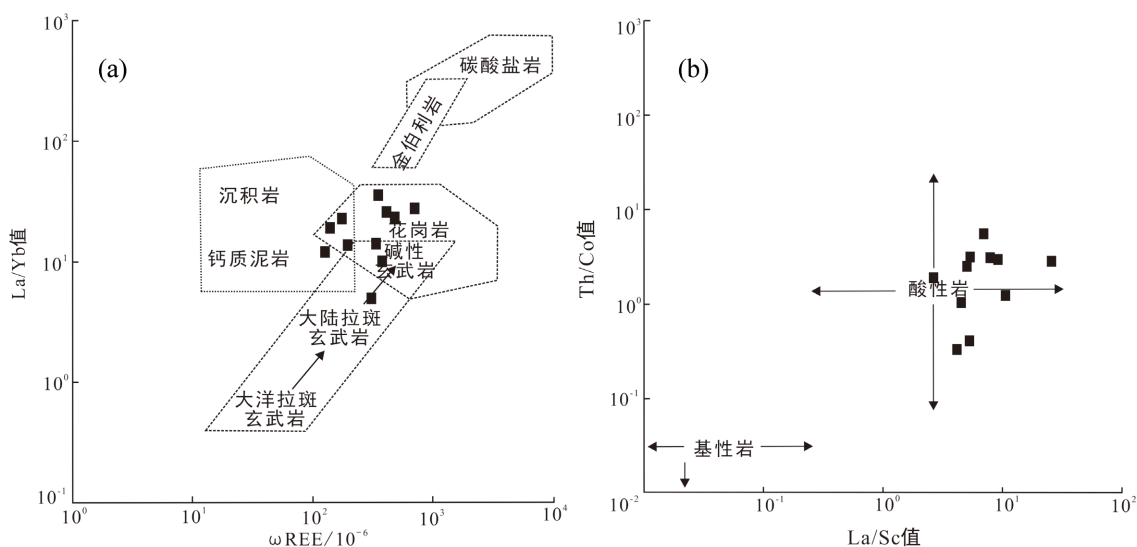 (a)
La/Yb值
10³
10²
10¹
10⁰
10⁻¹
碳酸盐岩
金伯利岩
沉积岩
钙质泥岩
花岗岩
碱性
玄武岩
大陆拉斑
玄武岩
大洋拉斑
玄武岩
10⁰
10¹
10²
10³
10⁴
ωREE/10⁻⁶
(b)
Th/Co值
10³
10²
10¹
10⁰
10⁻¹
10⁻²
酸性岩
基性岩
10⁻¹
10⁰
10¹
10²
La/Sc值